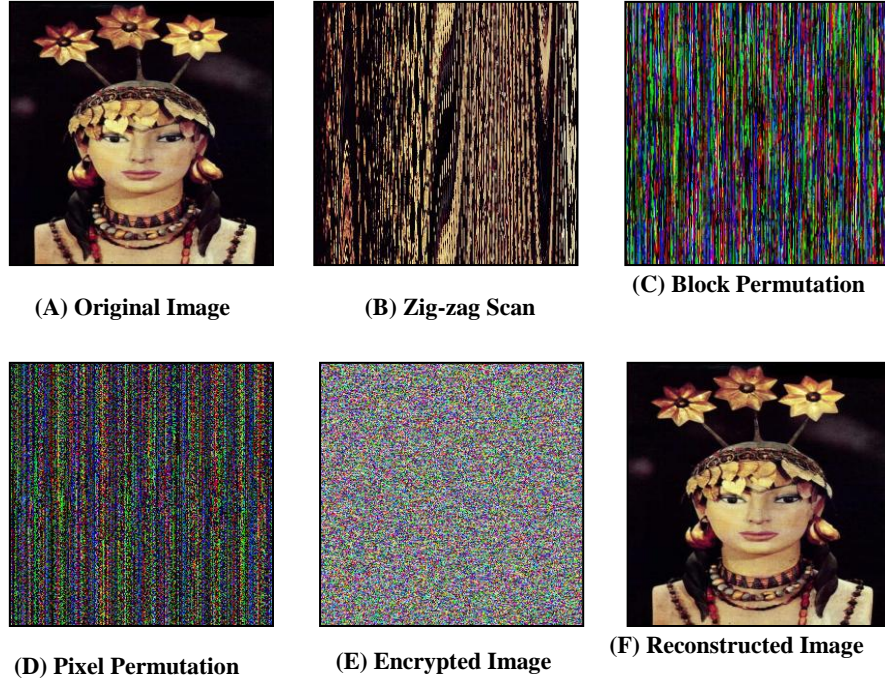 (A) Original Image
(B) Zig-zag Scan
(C) Block Permutation
(D) Pixel Permutation
(E) Encrypted Image
(F) Reconstructed Image